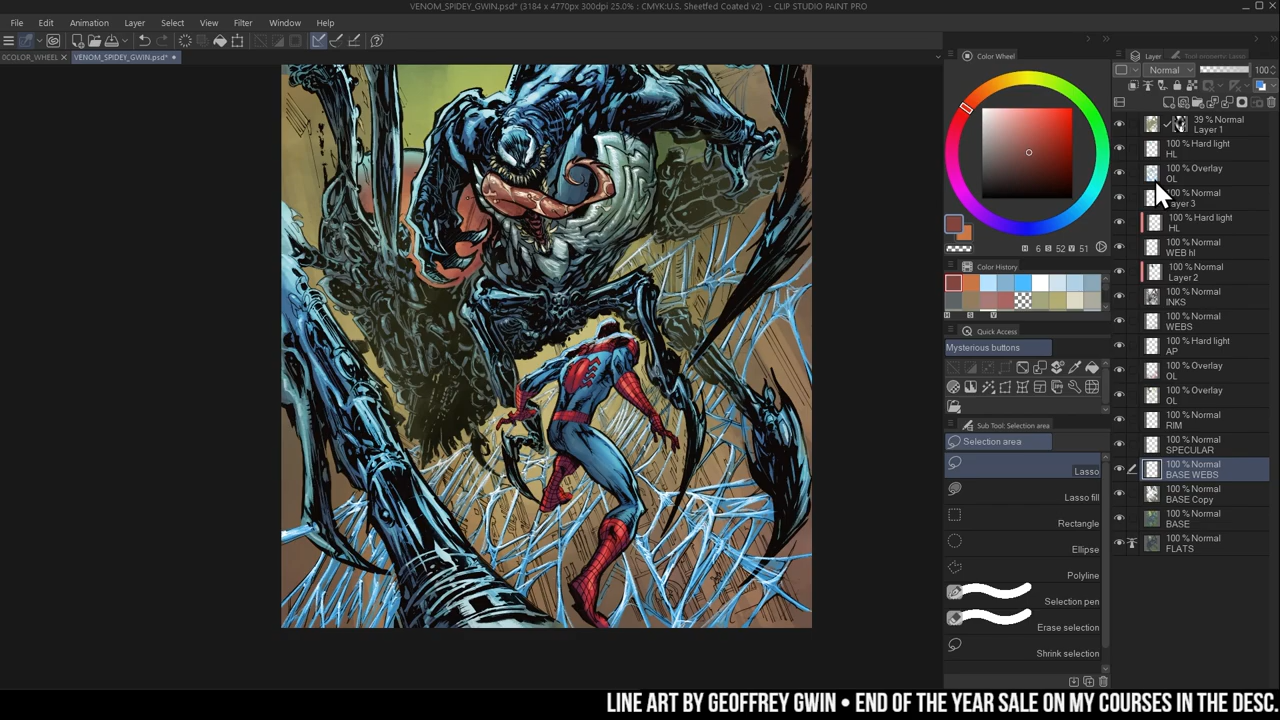 VENOM_SPIDEY_GWIN.psd* (3184 x 4770px 300dpi 25.0% : CMYK:U.S. Sheetfed Coated v2) - CLIP STUDIO PAINT PRO
File Edit Animation Layer Select View Filter Window Help
0COLOR_WHEEL VENOM_SPIDEY_GWIN.psd*
Color Wheel
H 6 S 52 V 51
Color History
H S V
Quick Access
Mysterious buttons
Sub Tool: Selection area
Selection area
Lasso
Lasso fill
Rectangle
Ellipse
Polyline
Selection pen
Erase selection
Shrink selection
Layer Tool property
Normal 100
39 % Normal
Layer 1
100 % Hard light
HL
100 % Overlay
OL
100 % Normal
ayer 3
100 % Hard light
HL
100 % Normal
WEB hl
100 % Normal
Layer 2
100 % Normal
INKS
100 % Normal
WEBS
100 % Hard light
AP
100 % Overlay
OL
100 % Overlay
OL
100 % Normal
RIM
100 % Normal
SPECULAR
100 % Normal
BASE WEBS
100 % Normal
BASE Copy
100 % Normal
BASE
100 % Normal
FLATS
LINE ART BY GEOFFREY GWIN • END OF THE YEAR SALE ON MY COURSES IN THE DESC.